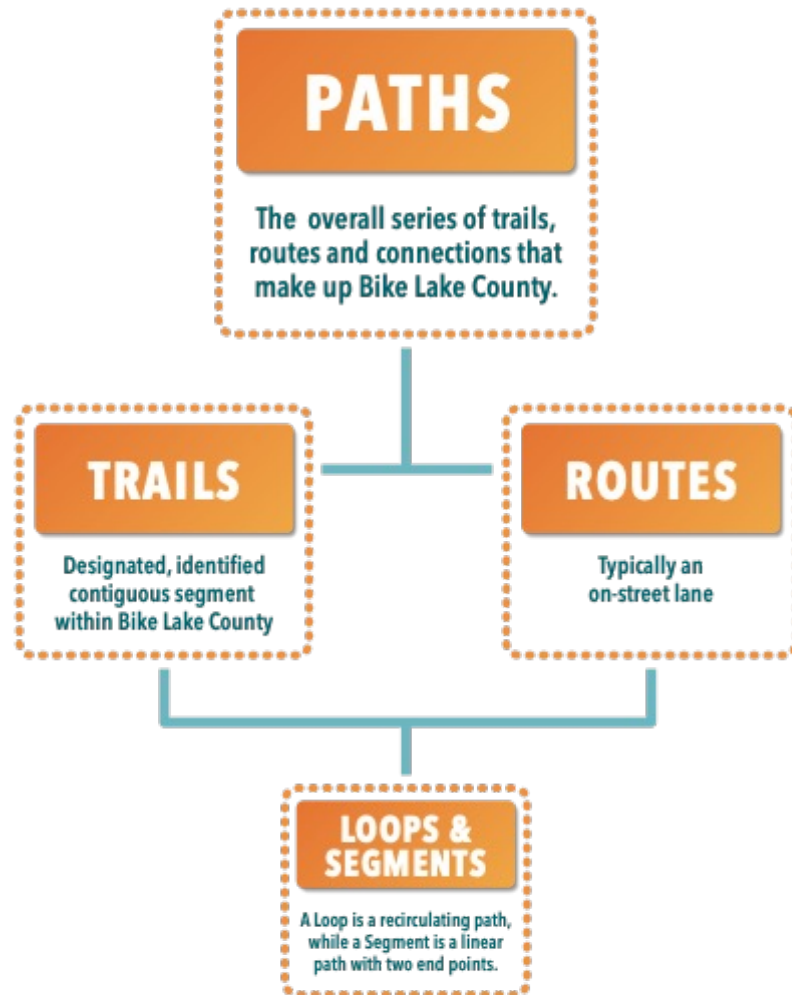 PATHS
The overall series of trails,
routes and connections that
make up Bike Lake County.
TRAILS
Designated, identified
contiguous segment
within Bike Lake County
ROUTES
Typically an
on-street lane
LOOPS &
SEGMENTS
A Loop is a recirculating path,
while a Segment is a linear
path with two end points.